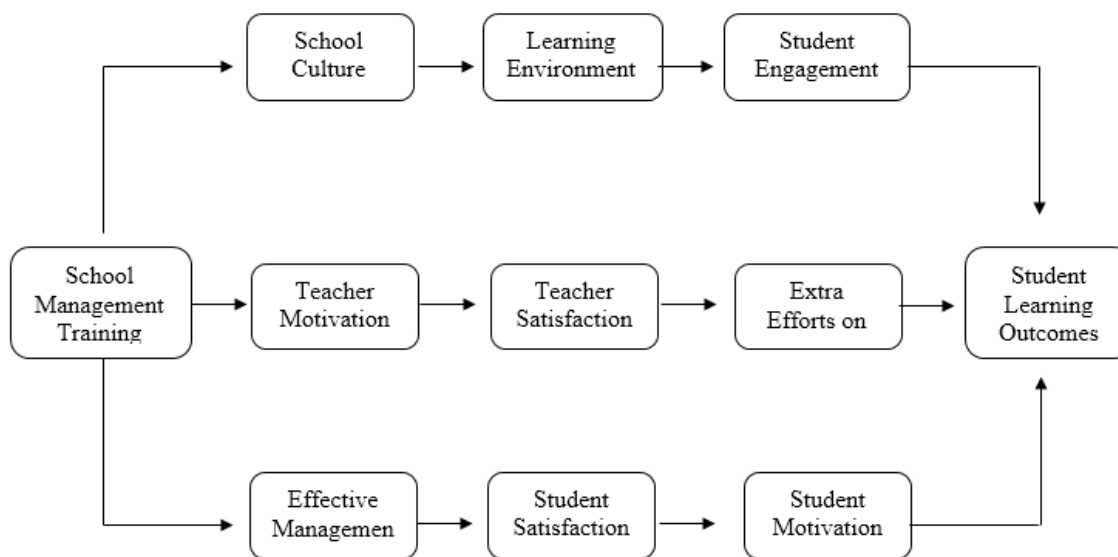 School
Culture
Learning
Environment
Student
Engagement
School
Management
Training
Teacher
Motivation
Teacher
Satisfaction
Extra
Efforts on
Student
Learning
Outcomes
Effective
Managemen
Student
Satisfaction
Student
Motivation